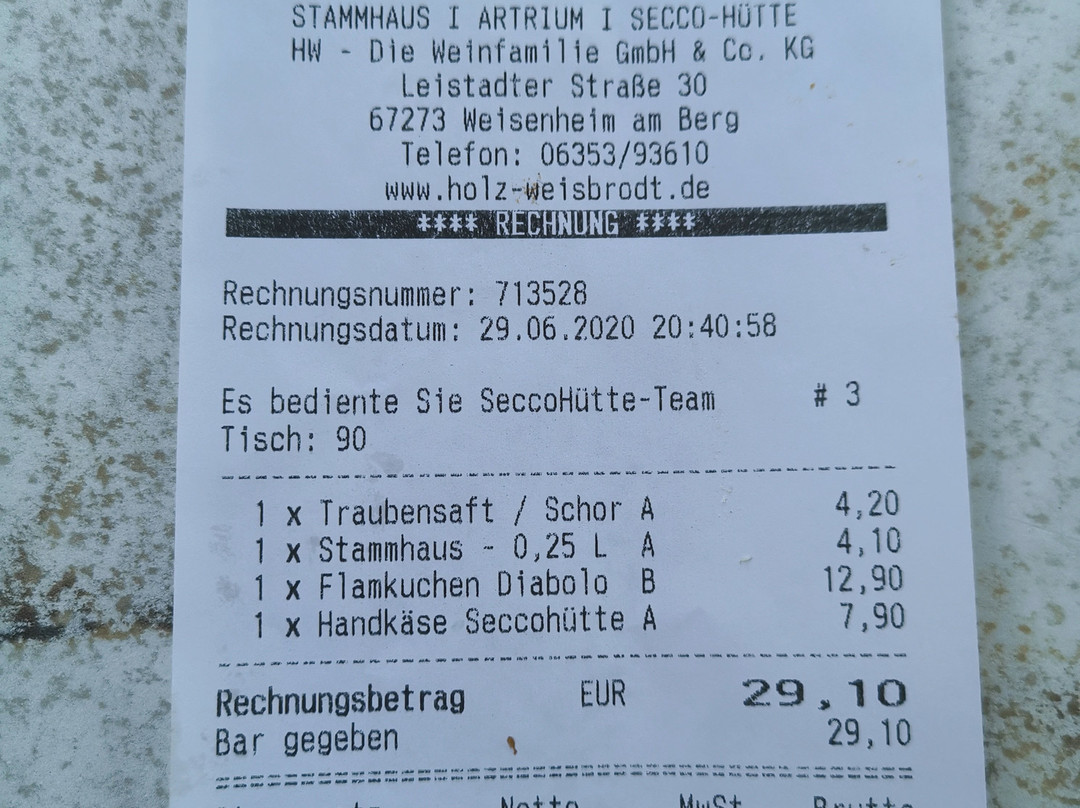 STAMMHAUS I ARTRIUM I SECCO-HÜTTE
HW - Die Weinfamilie GmbH & Co. KG
Leistadter Straße 30
67273 Weisenheim am Berg
Telefon: 06353/93610
www.holz-weisbrodt.de
**** RECHNUNG ****
Rechnungsnummer: 713528
Rechnungsdatum: 29.06.2020 20:40:58
Es bediente Sie SeccoHütte-Team # 3
Tisch: 90
1 x Traubensaft / Schor A 4,20
1 x Stammhaus - 0,25 L A 4,10
1 x Flamkuchen Diabolo B 12,90
1 x Handkäse Seccohütte A 7,90
Rechnungsbetrag EUR 29,10
Bar gegeben 29,10
Netto MwSt Brutto